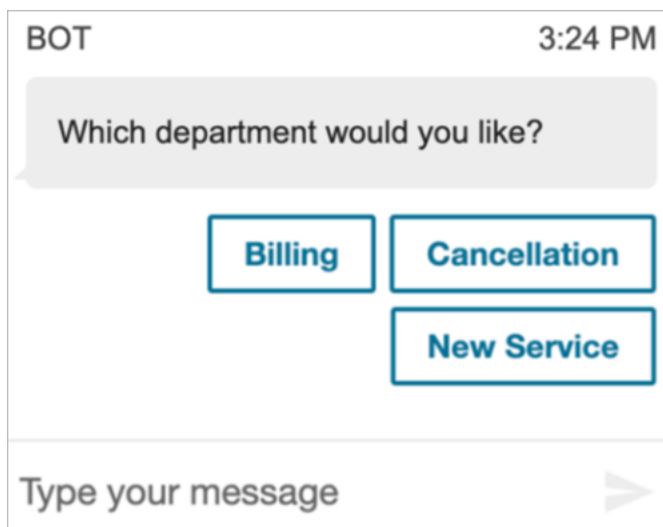 BOT 3:24 PM
Which department would you like?
Billing Cancellation
New Service
Type your message